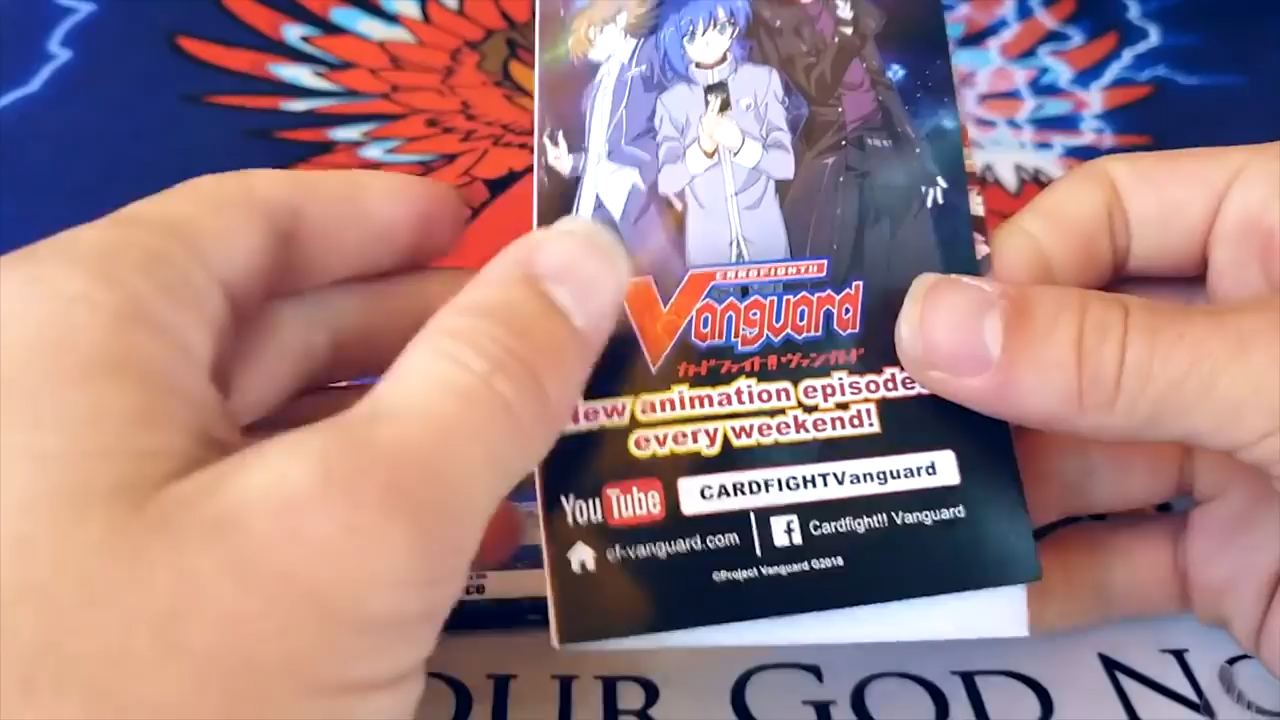 CARDFIGHT!!
Vanguard
カードファイト!! ヴァンガード
New animation episodes
every weekend!
YouTube CARDFIGHTVanguard
cf-vanguard.com
Cardfight!! Vanguard
©Project Vanguard G2018
OUR GOD NO